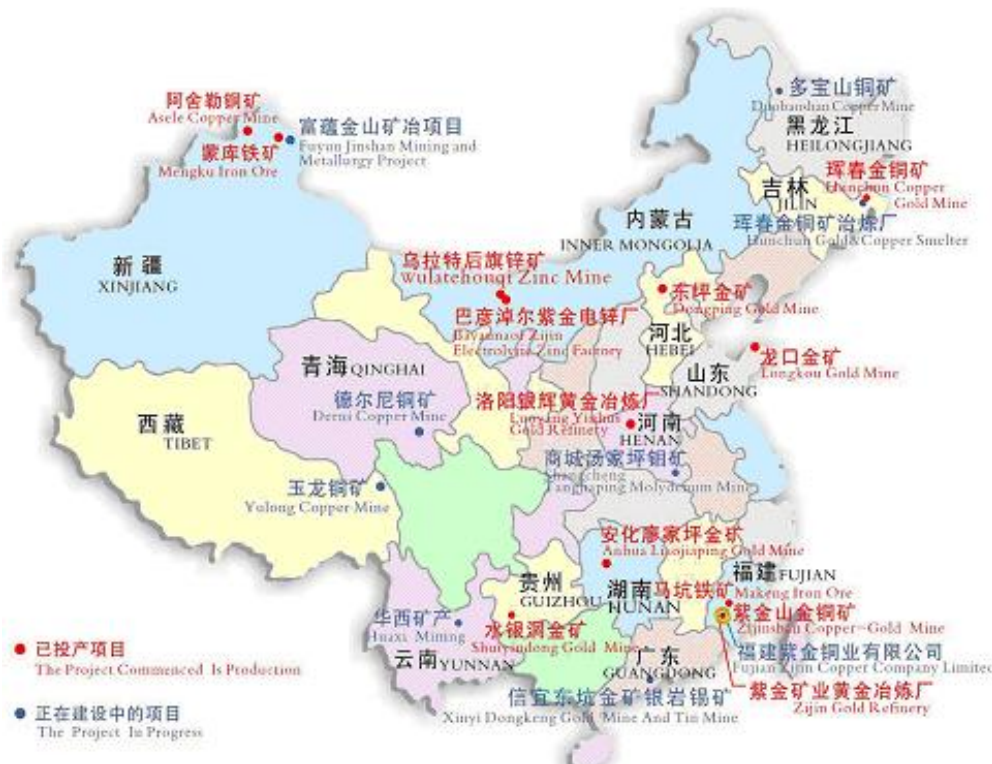 多宝山铜矿
Duobaoshan Copper Mine
黑龙江
HEILONGJIANG
阿舍勒铜矿
Asele Copper Mine
富蕴金山矿冶项目
Fuyun Jinshan Mining and
Metallurgy Project
蒙库铁矿
Mengku Iron Ore
珲春金铜矿
Hunchun Copper
Gold Mine
吉林
JILIN
珲春金铜矿冶炼厂
Hunchun Gold&Copper Smelter
内蒙古
INNER MONGOLIA
新疆
XINJIANG
乌拉特后旗锌矿
Wulatehouqi Zinc Mine
东坪金矿
Dongping Gold Mine
巴彦淖尔紫金电锌厂
Bayannaof Zijin
Electrolyte Zinc Factory
河北
HEBEI
龙口金矿
Longkou Gold Mine
青海 QINGHAI
山东
SHANDONG
德尔尼铜矿
Derni Copper Mine
洛阳银辉黄金冶炼厂
Luoyang Yinhui
Gold Refinery
河南
HENAN
西藏
TIBET
商城汤家坪钼矿
Shangcheng
Tangjiaping Molydenum Mine
玉龙铜矿
Yulong Copper Mine
安化廖家坪金矿
Anhua Liaojiaping Gold Mine
贵州
GUIZHOU
湖南
HUNAN
马坑铁矿
Makeng Iron Ore
福建 FUJIAN
紫金山金铜矿
Zijinshan Copper-Gold Mine
华西矿产
Huaxi Mining
水银洞金矿
Shuiyindong Gold Mine
云南 YUNNAN
广东
GUANGDONG
福建紫金铜业有限公司
Fujian Zijin Copper Company Limited
信宜东坑金矿银岩锡矿
Xinyi Dongkeng Gold Mine And Tin Mine
紫金矿业黄金冶炼厂
Zijin Gold Refinery
已投产项目
The Project Commenced Is Production
正在建设中的项目
The Project In Progress